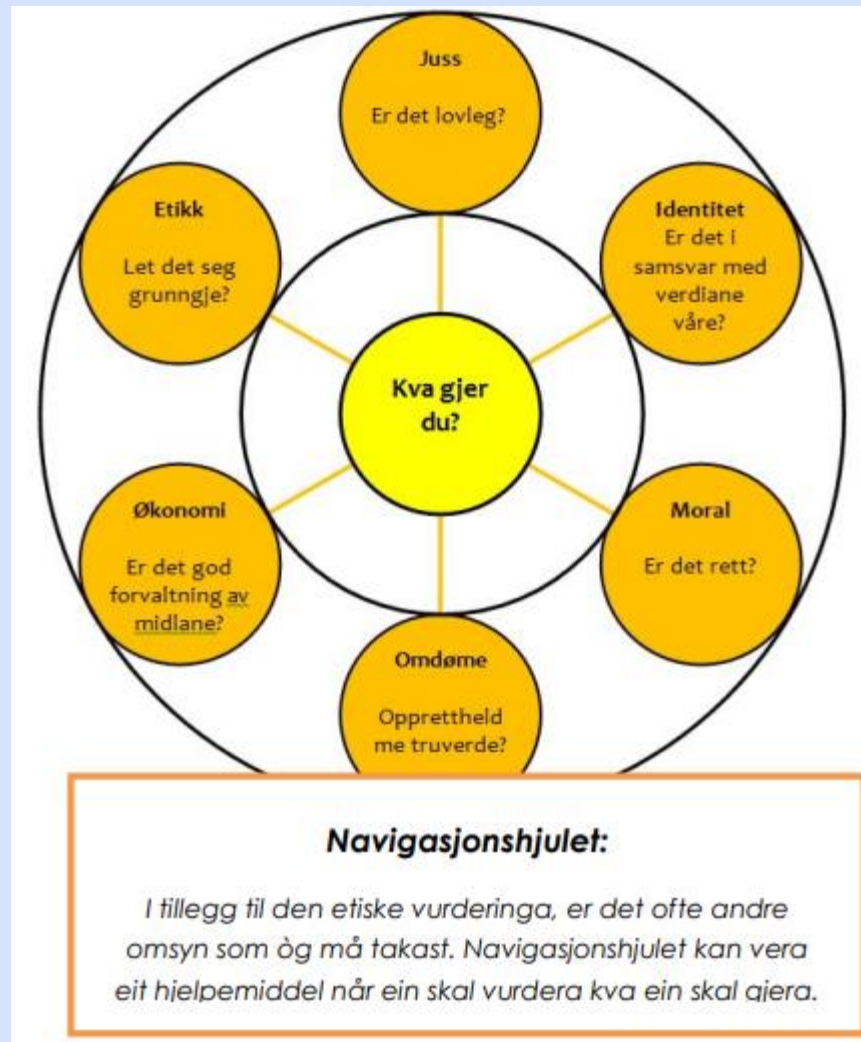 Juss
Er det lovleg?
Identitet
Er det i
samsvar med
verdiane
våre?
Moral
Er det rett?
Omdøme
Opprettheld
me truverde?
Økonomi
Er det god
forvaltning av
midlane?
Etikk
Let det seg
grunngje?
Kva gjer
du?
Navigasjonshjulet:
I tillegg til den etiske vurderinga, er det ofte andre
omsyn som òg må takast. Navigasjonshjulet kan vera
eit hjelpemiddel når ein skal vurdera kva ein skal gjera.